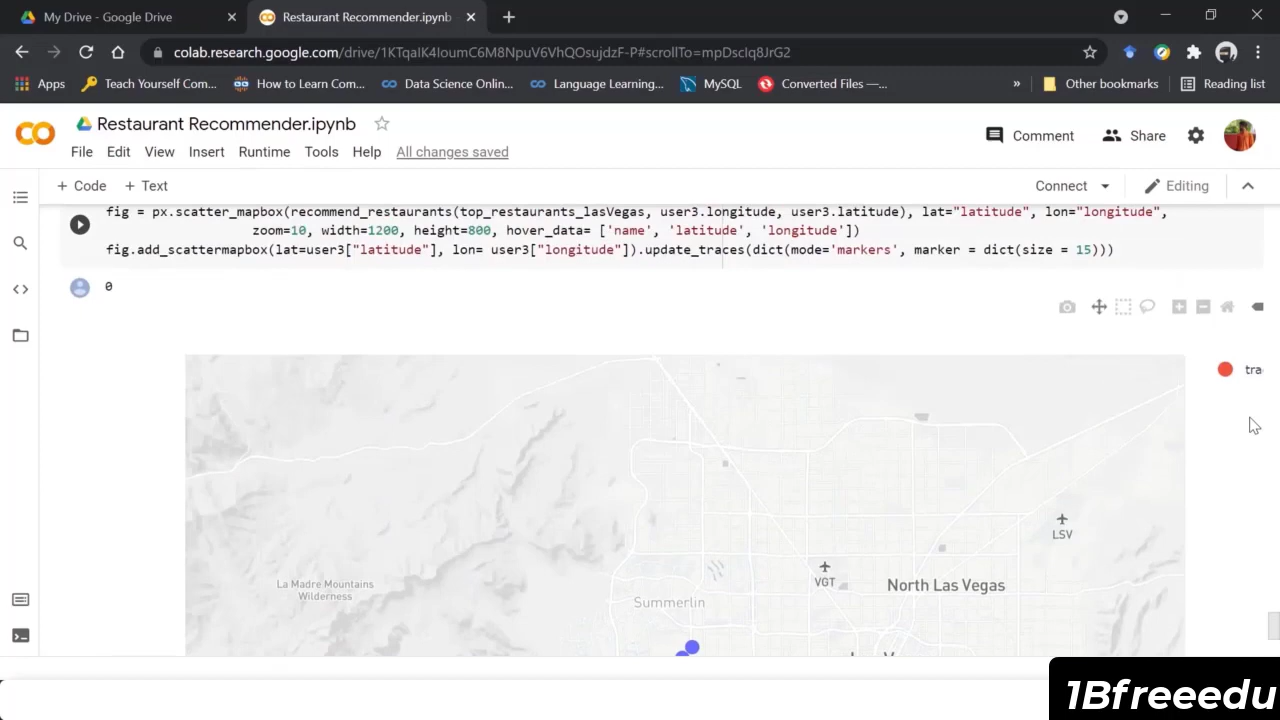 My Drive - Google Drive
Restaurant Recommender.ipynb -
colab.research.google.com/drive/1KTqaIK4IoumC6M8NpuV6VhQOsujdzF-P#scrollTo=mpDsclq8JrG2
Apps
Teach Yourself Com...
How to Learn Com...
Data Science Onlin...
Language Learning...
MySQL
Converted Files —...
»
Other bookmarks
Reading list
Restaurant Recommender.ipynb
Comment
Share
File Edit View Insert Runtime Tools Help All changes saved
+ Code + Text
Connect
Editing
fig = px.scatter_mapbox(recommend_restaurants(top_restaurants_lasVegas, user3.longitude, user3.latitude), lat="latitude", lon="longitude",
zoom=10, width=1200, height=800, hover_data= ['name', 'latitude', 'longitude'])
fig.add_scattermapbox(lat=user3["latitude"], lon= user3["longitude"]).update_traces(dict(mode='markers', marker = dict(size = 15)))
0
tra
LSV
VGT
La Madre Mountains
Wilderness
North Las Vegas
Summerlin
1Bfreeedu